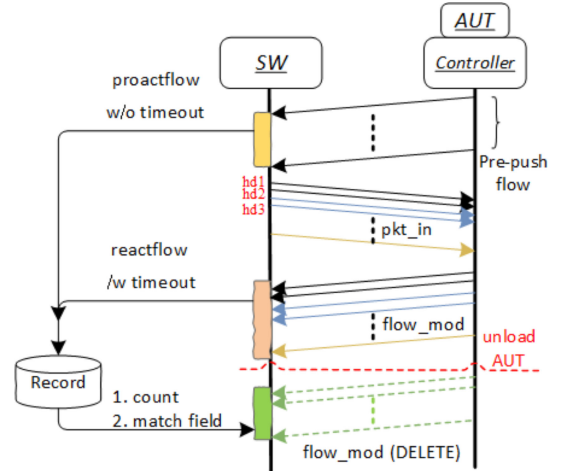 AUT
SW
Controller
proactflow
w/o timeout
Pre-push
flow
hd1
hd2
hd3
pkt_in
reactflow
/w timeout
flow_mod
unload
AUT
Record
1. count
2. match field
flow_mod (DELETE)